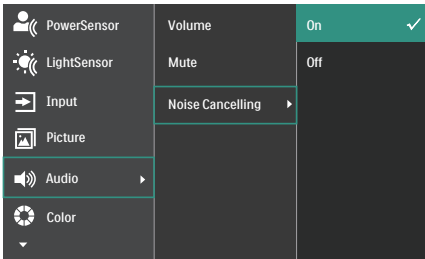 PowerSensor
LightSensor
Input
Picture
Audio
Color
Volume
Mute
Noise Cancelling
On
Off